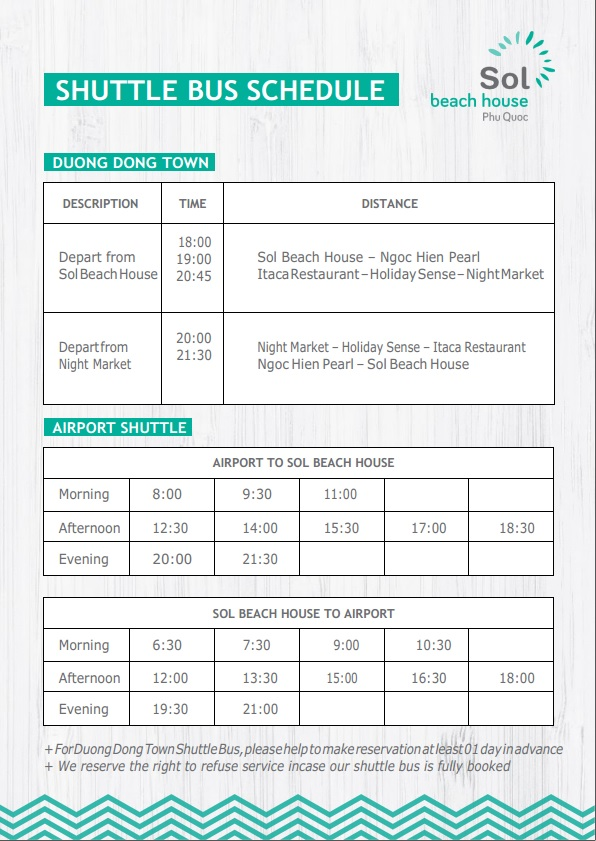 SHUTTLE BUS SCHEDULE
Sol
beach house
Phu Quoc
DUONG DONG TOWN
DESCRIPTION TIME DISTANCE
Depart from
Sol Beach House
18:00
19:00
20:45
Sol Beach House – Ngoc Hien Pearl
Itaca Restaurant – Holiday Sense – Night Market
Depart from
Night Market
20:00
21:30
Night Market – Holiday Sense – Itaca Restaurant
Ngoc Hien Pearl – Sol Beach House
AIRPORT SHUTTLE
AIRPORT TO SOL BEACH HOUSE
Morning 8:00 9:30 11:00
Afternoon 12:30 14:00 15:30 17:00 18:30
Evening 20:00 21:30
SOL BEACH HOUSE TO AIRPORT
Morning 6:30 7:30 9:00 10:30
Afternoon 12:00 13:30 15:00 16:30 18:00
Evening 19:30 21:00
+ For Duong Dong Town Shuttle Bus, please help to make reservation at least 01 day in advance
+ We reserve the right to refuse service incase our shuttle bus is fully booked